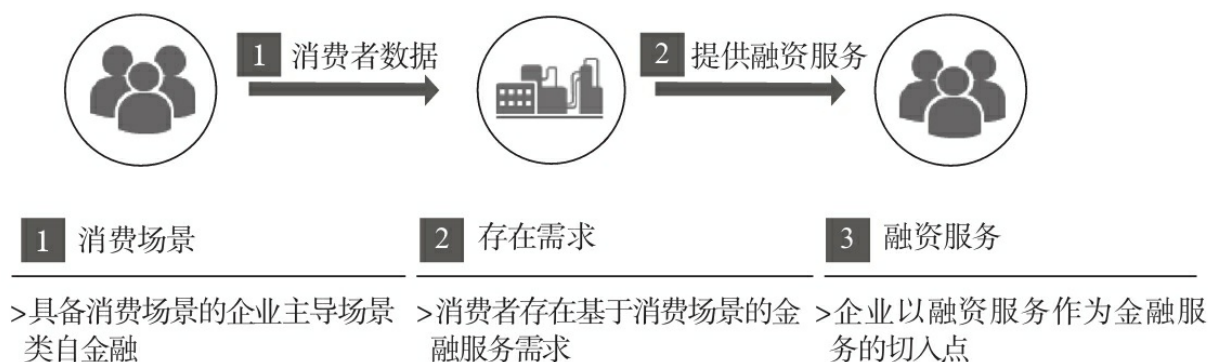 1 消费者数据
2 提供融资服务
1 消费场景
2 存在需求
3 融资服务
>具备消费场景的企业主导场景
类自金融
>消费者存在基于消费场景的金
融服务需求
>企业以融资服务作为金融服
务的切入点